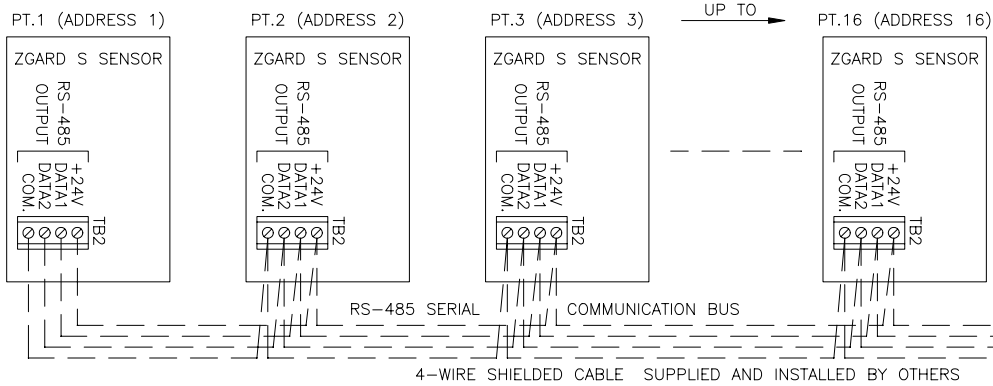 PT.1 (ADDRESS 1)
PT.2 (ADDRESS 2)
PT.3 (ADDRESS 3)
UP TO
PT.16 (ADDRESS 16)
ZGARD S SENSOR
ZGARD S SENSOR
ZGARD S SENSOR
ZGARD S SENSOR
RS-485
OUTPUT
RS-485
OUTPUT
RS-485
OUTPUT
RS-485
OUTPUT
+24V
DATA1
DATA2
COM.
TB2
+24V
DATA1
DATA2
COM.
TB2
+24V
DATA1
DATA2
COM.
TB2
+24V
DATA1
DATA2
COM.
TB2
RS-485 SERIAL COMMUNICATION BUS
4-WIRE SHIELDED CABLE SUPPLIED AND INSTALLED BY OTHERS